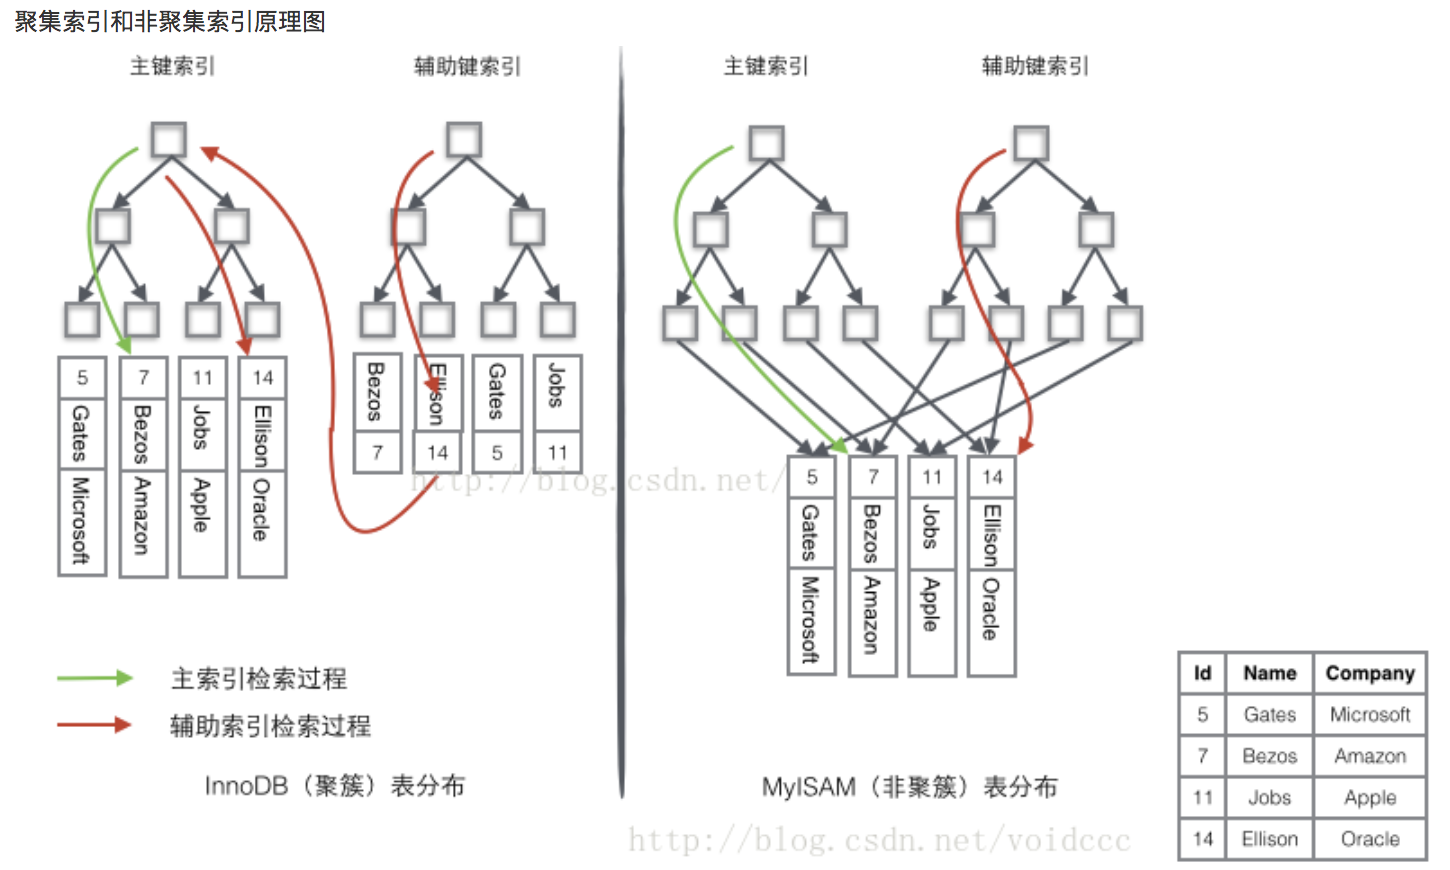 聚集索引和非聚集索引原理图
主键索引
辅助键索引
5
Gates
Microsoft
7
Bezos
Amazon
11
Jobs
Apple
14
Ellison
Oracle
Bezos
7
Ellison
14
Gates
5
Jobs
11
http://blog.csdn.net/
主索引检索过程
辅助索引检索过程
InnoDB（聚簇）表分布
主键索引
辅助键索引
5
Gates
Microsoft
7
Bezos
Amazon
11
Jobs
Apple
14
Ellison
Oracle
MyISAM（非聚簇）表分布
http://blog.csdn.net/voidccc
Id Name Company
5 Gates Microsoft
7 Bezos Amazon
11 Jobs Apple
14 Ellison Oracle